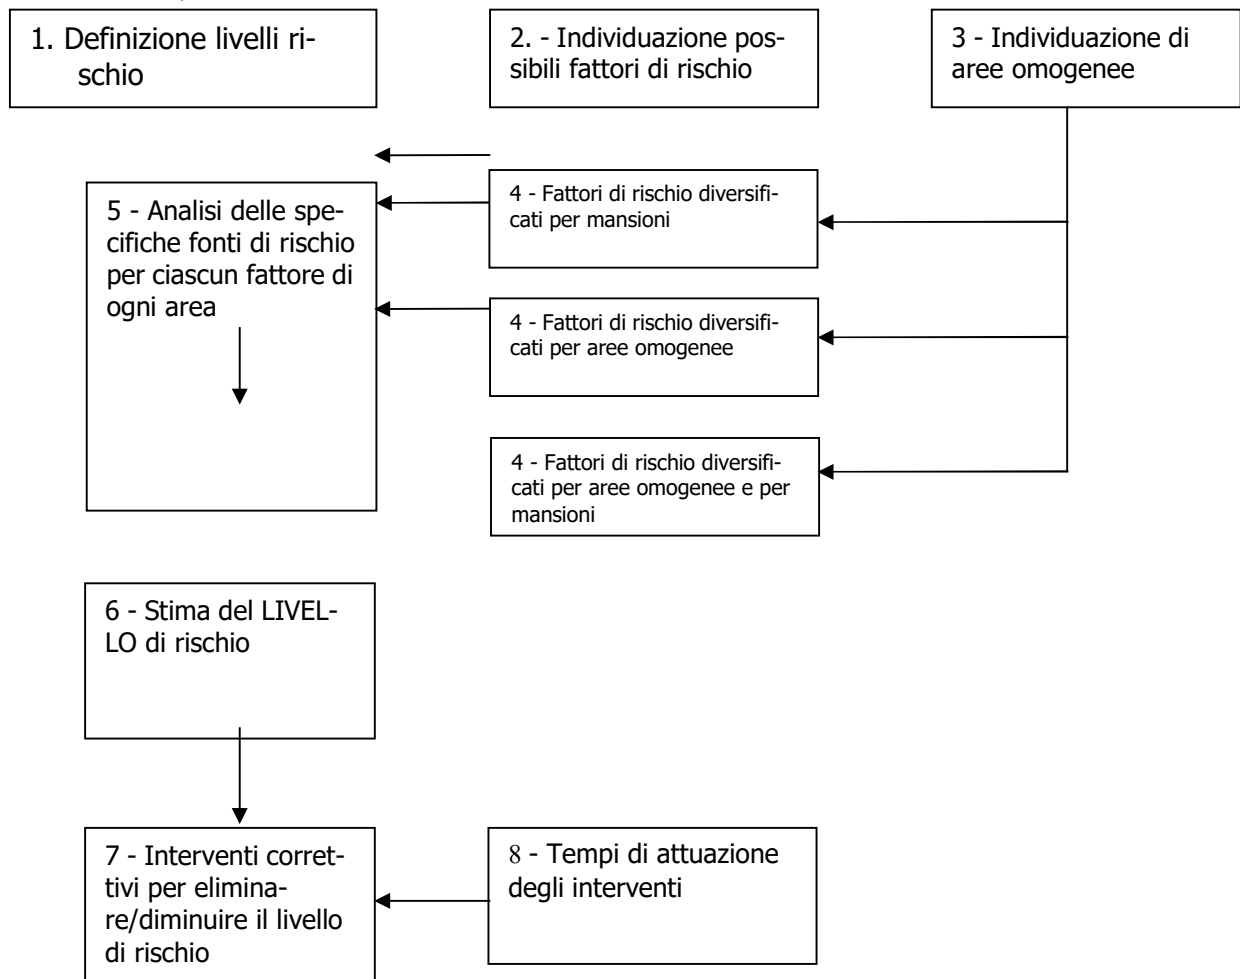 1. Definizione livelli ri-
schio
2. - Individuazione pos-
sibili fattori di rischio
3 - Individuazione di
aree omogenee
5 - Analisi delle spe-
cifiche fonti di rischio
per ciascun fattore di
ogni area
4 - Fattori di rischio diversifi-
cati per mansioni
4 - Fattori di rischio diversifi-
cati per aree omogenee
4 - Fattori di rischio diversifi-
cati per aree omogenee e per
mansioni
6 - Stima del LIVEL-
LO di rischio
7 - Interventi corret-
tivi per elimina-
re/diminuire il livello
di rischio
8 - Tempi di attuazione
degli interventi